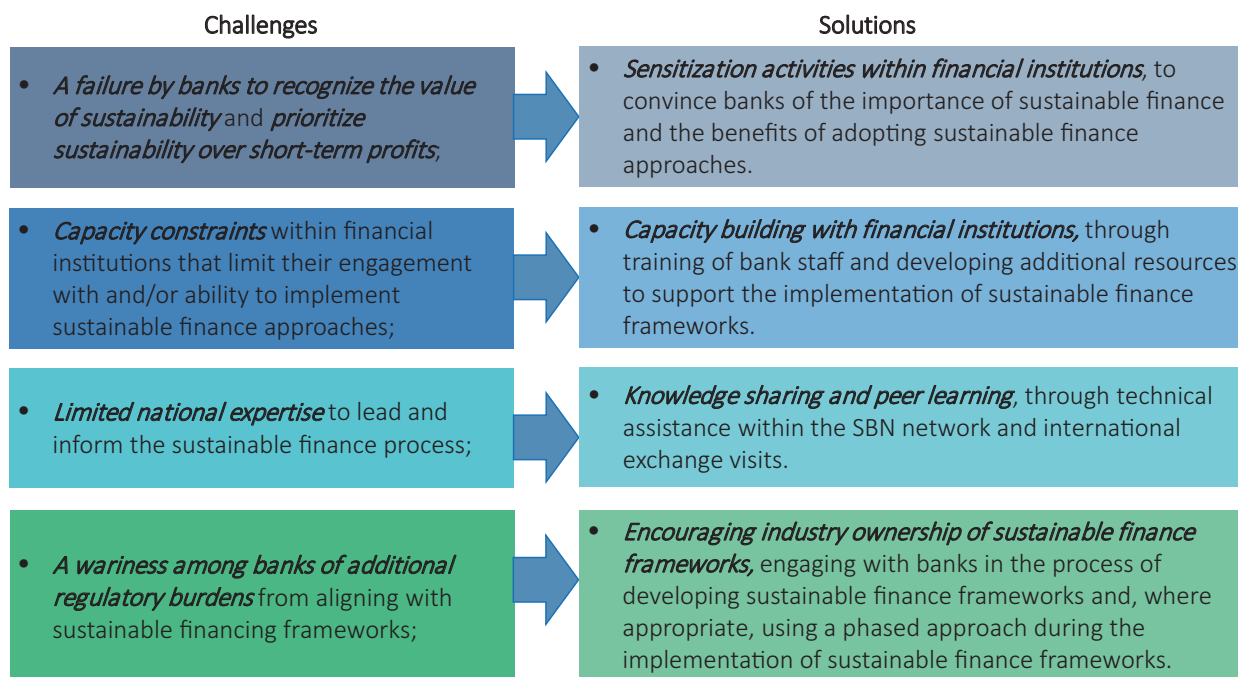 Challenges
Solutions
• A failure by banks to recognize the value
of sustainability and prioritize
sustainability over short-term profits;
• Sensitization activities within financial institutions, to
convince banks of the importance of sustainable finance
and the benefits of adopting sustainable finance
approaches.
• Capacity constraints within financial
institutions that limit their engagement
with and/or ability to implement
sustainable finance approaches;
• Capacity building with financial institutions, through
training of bank staff and developing additional resources
to support the implementation of sustainable finance
frameworks.
• Limited national expertise to lead and
inform the sustainable finance process;
• Knowledge sharing and peer learning, through technical
assistance within the SBN network and international
exchange visits.
• A wariness among banks of additional
regulatory burdens from aligning with
sustainable financing frameworks;
• Encouraging industry ownership of sustainable finance
frameworks, engaging with banks in the process of
developing sustainable finance frameworks and, where
appropriate, using a phased approach during the
implementation of sustainable finance frameworks.